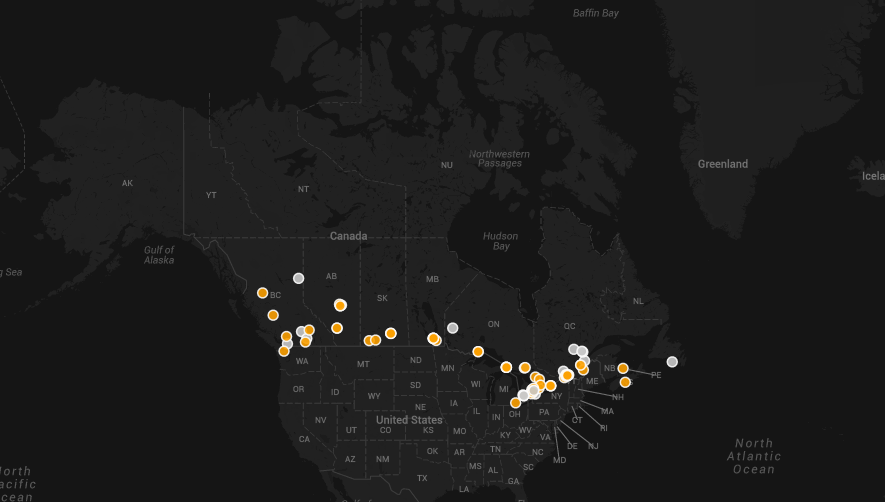 Baffin Bay
Greenland
Icela
Northwestern
Passages
NU
AK
YT
NT
Canada
Hudson
Bay
Gulf of
Alaska
g Sea
BC
AB
SK
MB
ON
QC
NL
NB
PE
WA
MT
ND
MN
OR
ID
WY
SD
WI
MI
NY
ME
NH
MA
CT
RI
NV
UT
CO
NE
IA
IL
IN
OH
PA
United States
KS
MO
KY
WV
VA
DE
NJ
MD
CA
AZ
NM
OK
AR
TN
NC
TX
MS
AL
SC
GA
LA
North
Atlantic
Ocean
orth
acific
cean